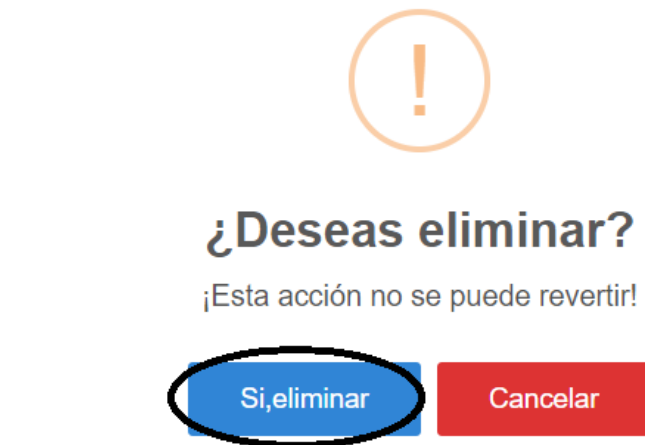 !
¿Deseas eliminar?
¡Esta acción no se puede revertir!
Si,eliminar Cancelar